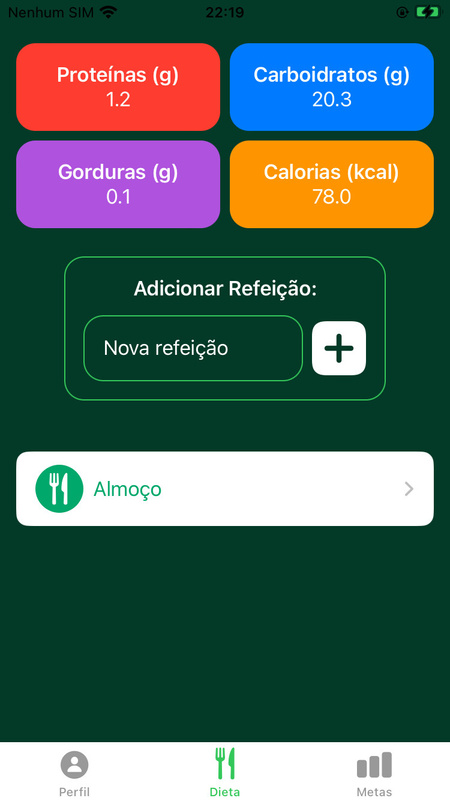 Nenhum SIM 22:19
Proteínas (g)
1.2
Carboidratos (g)
20.3
Gorduras (g)
0.1
Calorias (kcal)
78.0
Adicionar Refeição:
Nova refeição
Almoço
Perfil Dieta Metas